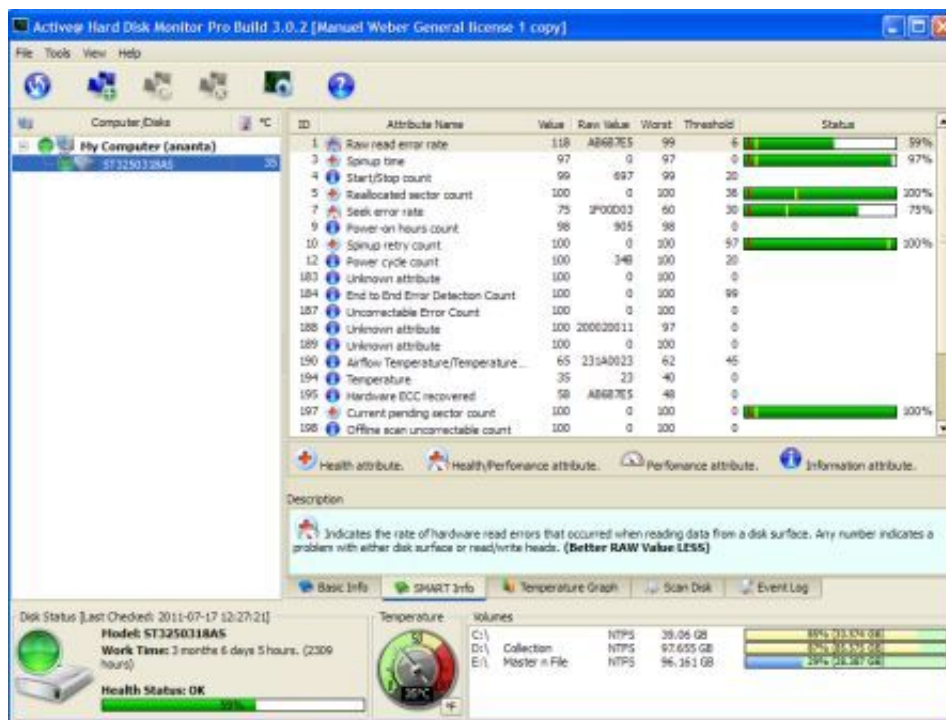 Active@ Hard Disk Monitor Pro Build 3.0.2 [Manuel Weber General license 1 copy]
File Tools View Help
Computer/Disks °C
My Computer (ananta)
ST3250318AS 35
ID Attribute Name Value Raw Value Worst Threshold Status
1 Raw read error rate 118 AB6B7E5 99 6 59%
3 Spinup time 97 0 97 0 97%
4 Start/Stop count 99 697 99 20
5 Reallocated sector count 100 0 100 36 100%
7 Seek error rate 75 1F00D03 60 30 75%
9 Power-on hours count 98 905 98 0
10 Spinup retry count 100 0 100 97 100%
12 Power cycle count 100 348 100 20
183 Unknown attribute 100 0 100 0
184 End to End Error Detection Count 100 0 100 99
187 Uncorrectable Error Count 100 0 100 0
188 Unknown attribute 100 200020011 97 0
189 Unknown attribute 100 0 100 0
190 Airflow Temperature/Temperature... 65 231A0023 62 45
194 Temperature 35 23 40 0
195 Hardware ECC recovered 58 AB6B7E5 48 0
197 Current pending sector count 100 0 100 0 100%
198 Offline scan uncorrectable count 100 0 100 0
Health attribute. Health/Perfomance attribute. Perfomance attribute. Information attribute.
Description
Indicates the rate of hardware read errors that occurred when reading data from a disk surface. Any number indicates a
problem with either disk surface or read/write heads. (Better RAW Value LESS)
Basic Info SMART Info Temperature Graph Scan Disk Event Log
Disk Status [Last Checked: 2011-07-17 12:27:21]
Model: ST3250318AS
Work Time: 3 months 6 days 5 hours. (2309
hours)
Health Status: OK
59%
Temperature
50
35°C
°F
Volumes
C:\ NTFS 39.06 GB
D:\ Collection NTFS 97.655 GB 87%
E:\ Master n File NTFS 96.161 GB 29%